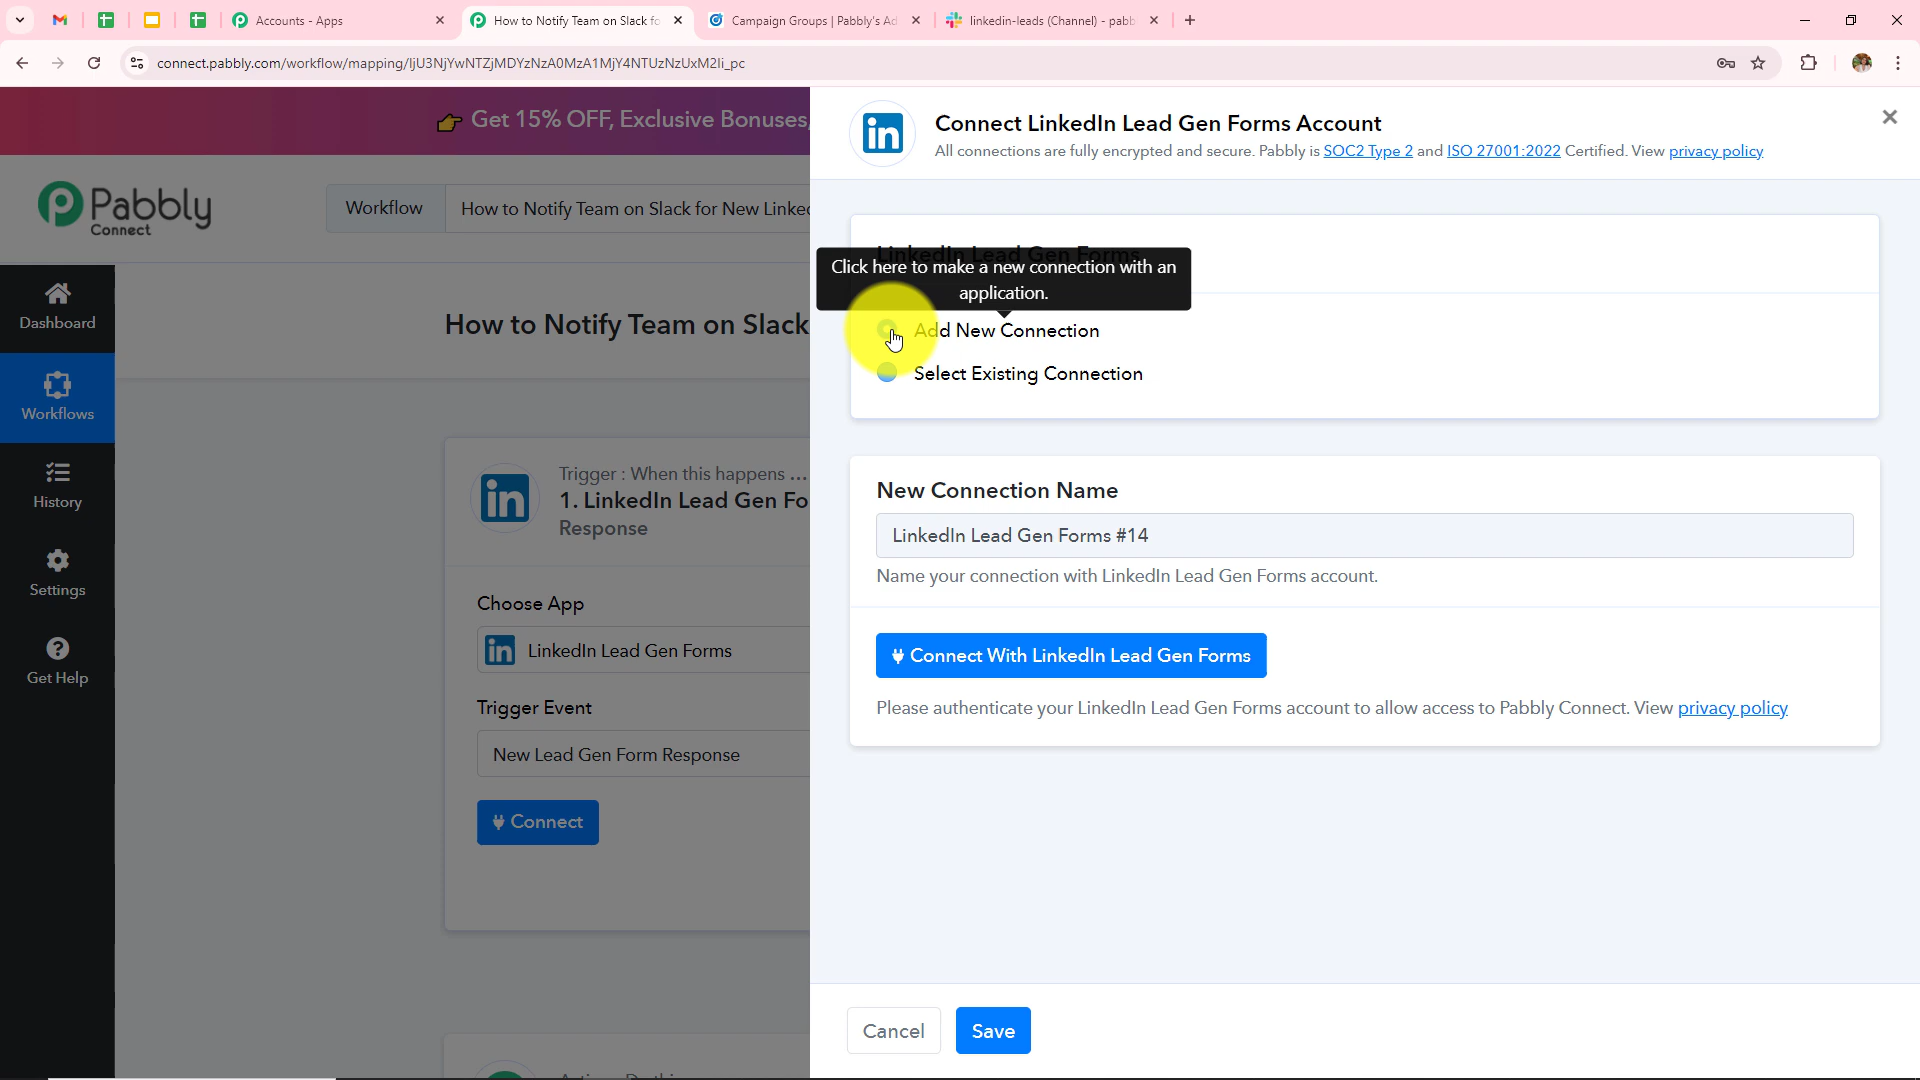 Accounts - Apps
How to Notify Team on Slack fo
Campaign Groups | Pabbly's Ad
linkedin-leads (Channel) - pabb
connect.pabbly.com/workflow/mapping/IjU3NjYwNTZjMDYzNzA0MzA1MjY4NTUzNzUxM2Ii_pc
Get 15% OFF, Exclusive Bonuses,
Pabbly
Connect
Workflow
How to Notify Team on Slack for New Linked
Dashboard
Workflows
History
Settings
Get Help
How to Notify Team on Slack
Trigger : When this happens ...
1. LinkedIn Lead Gen Fo
Response
Choose App
LinkedIn Lead Gen Forms
Trigger Event
New Lead Gen Form Response
Connect
Connect LinkedIn Lead Gen Forms Account
All connections are fully encrypted and secure. Pabbly is SOC2 Type 2 and ISO 27001:2022 Certified. View privacy policy
LinkedIn Lead Gen Forms
Click here to make a new connection with an
application.
Add New Connection
Select Existing Connection
New Connection Name
LinkedIn Lead Gen Forms #14
Name your connection with LinkedIn Lead Gen Forms account.
Connect With LinkedIn Lead Gen Forms
Please authenticate your LinkedIn Lead Gen Forms account to allow access to Pabbly Connect. View privacy policy
Cancel
Save